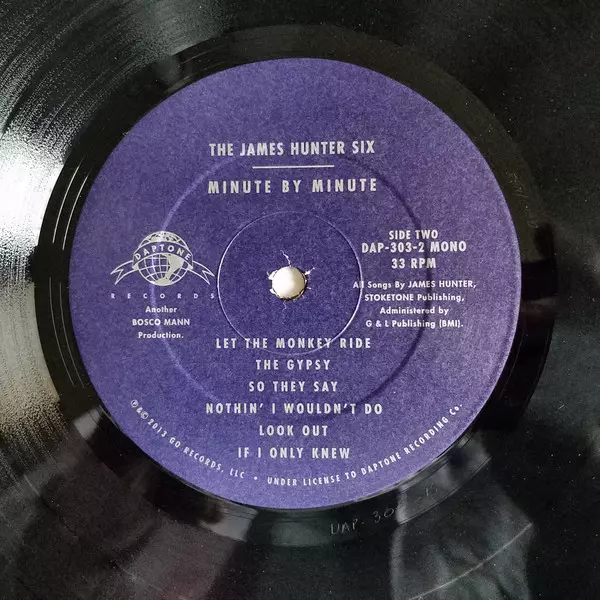 THE JAMES HUNTER SIX
MINUTE BY MINUTE
SIDE TWO
DAP-303-2 MONO
33 RPM
DAPTONE
RECORDS
Another
BOSCO MANN
Production.
All Songs By JAMES HUNTER,
STOKETONE Publishing,
Administered by
G & L Publishing (BMI).
LET THE MONKEY RIDE
THE GYPSY
SO THEY SAY
NOTHIN' I WOULDN'T DO
LOOK OUT
IF I ONLY KNEW
℗&© 2013 GO RECORDS, LLC • UNDER LICENSE TO DAPTONE RECORDING CO.